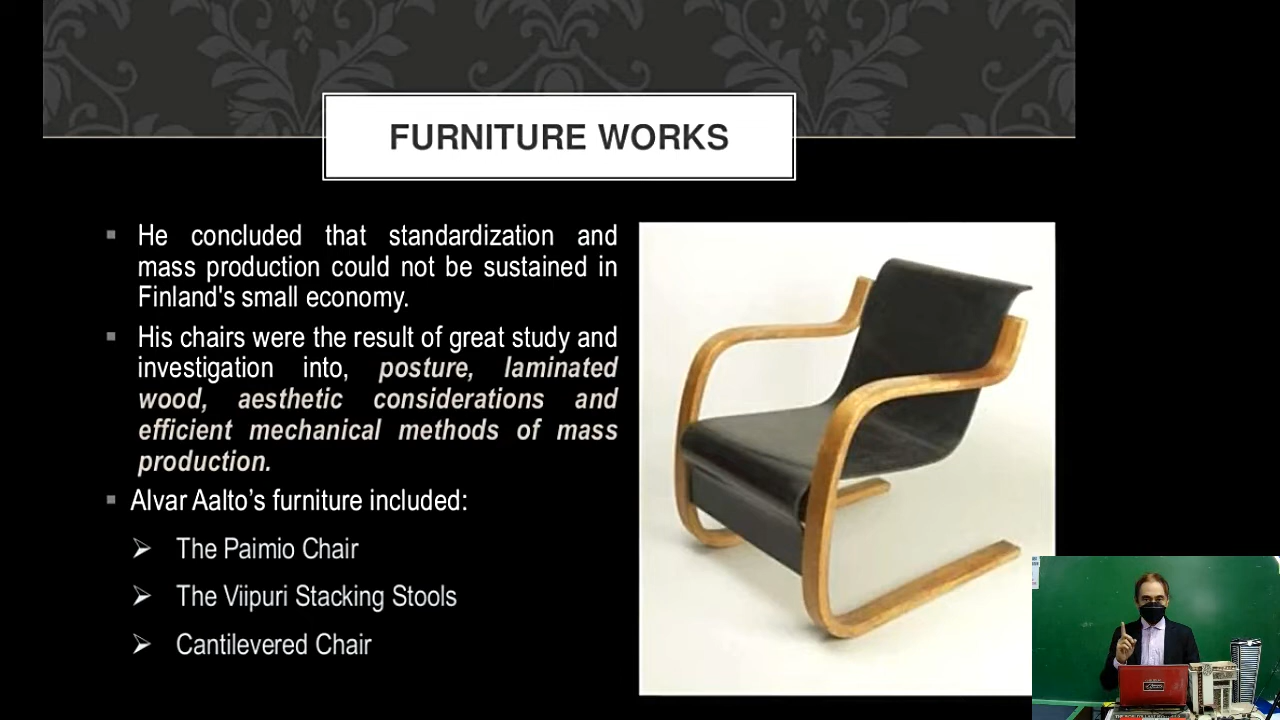 FURNITURE WORKS
▪ He concluded that standardization and
mass production could not be sustained in
Finland's small economy.
▪ His chairs were the result of great study and
investigation into, posture, laminated
wood, aesthetic considerations and
efficient mechanical methods of mass
production.
▪ Alvar Aalto’s furniture included:
➢ The Paimio Chair
➢ The Viipuri Stacking Stools
➢ Cantilevered Chair